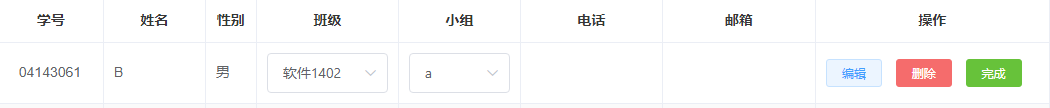 学号 姓名 性别 班级 小组 电话 邮箱 操作
04143061 B 男 软件1402 a 编辑 删除 完成